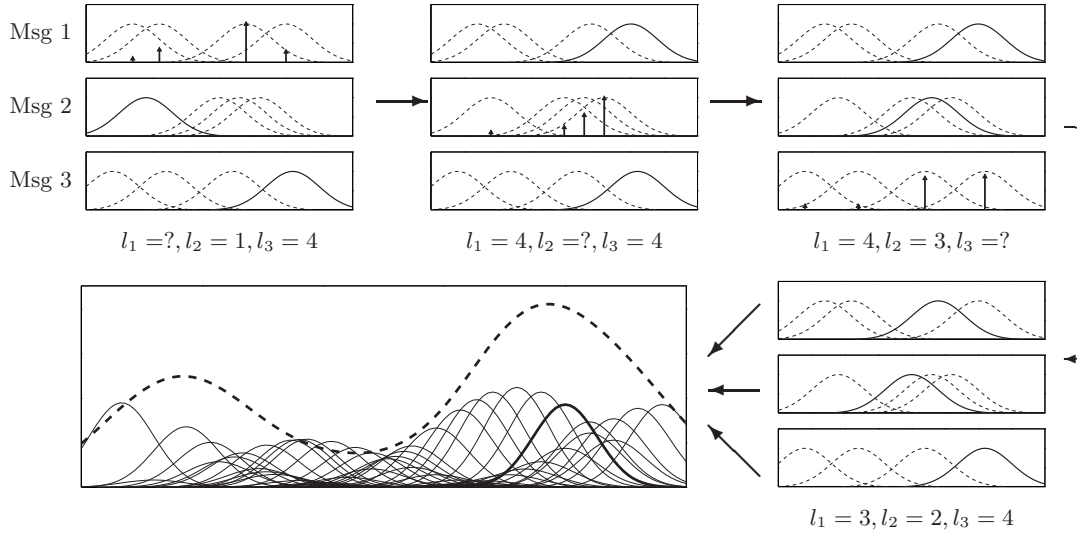 Msg 1
Msg 2
Msg 3
l₁ =?, l₂ = 1, l₃ = 4
l₁ = 4, l₂ =?, l₃ = 4
l₁ = 4, l₂ = 3, l₃ =?
l₁ = 3, l₂ = 2, l₃ = 4